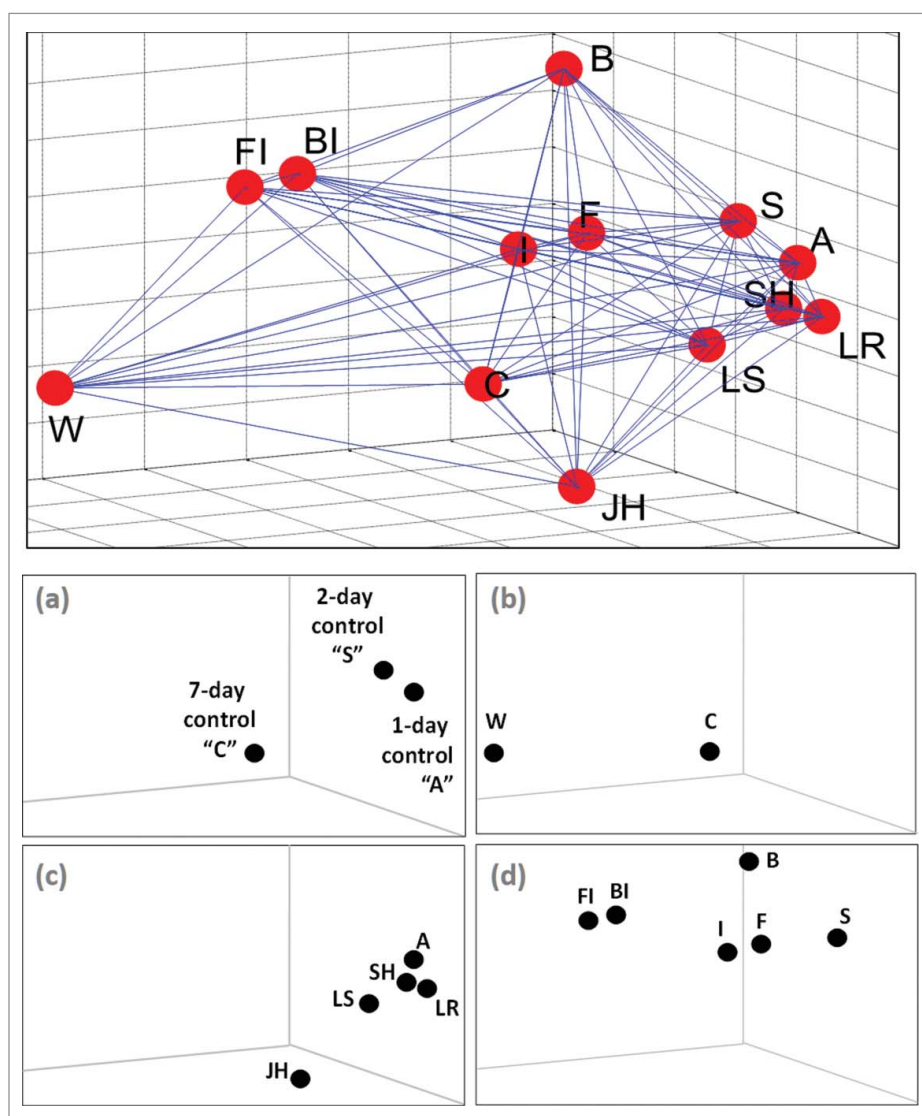 B
FI BI
F
S
I
A
SH
LR
LS
C
W
JH
(a)
2-day
control
“S”
7-day
control
“C”
1-day
control
“A”
(b)
W
C
(c)
A
SH
LS
LR
JH
(d)
B
FI
BI
I
F
S